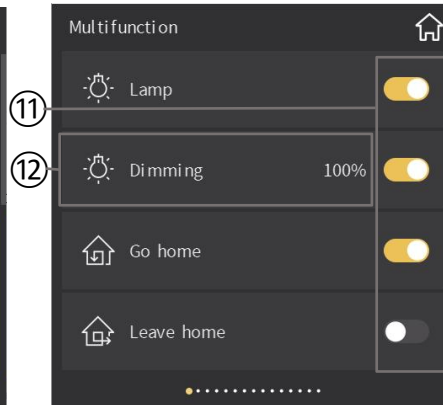 Multifunction
⑪
Lamp
⑫
Dimming 100%
Go home
Leave home